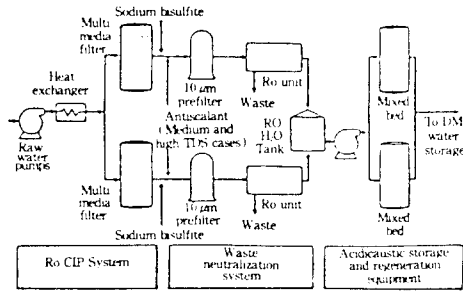 Sodium bisulfite
Multi
media
filter
Heat
exchanger
10 μm
prefilter
Ro unit
Waste
Antiscalant
(Medium and
high TDS cases)
RO
H₂O
Tank
Mixed
bed
To DM
water
storage
Raw
water
pumps
Multi
media
filter
10 μm
prefilter
Ro unit
Waste
Sodium bisulfite
Mixed
bed
Ro CIP System
Waste
neutralization
system
Acidicaustic storage
and regeneration
equipment